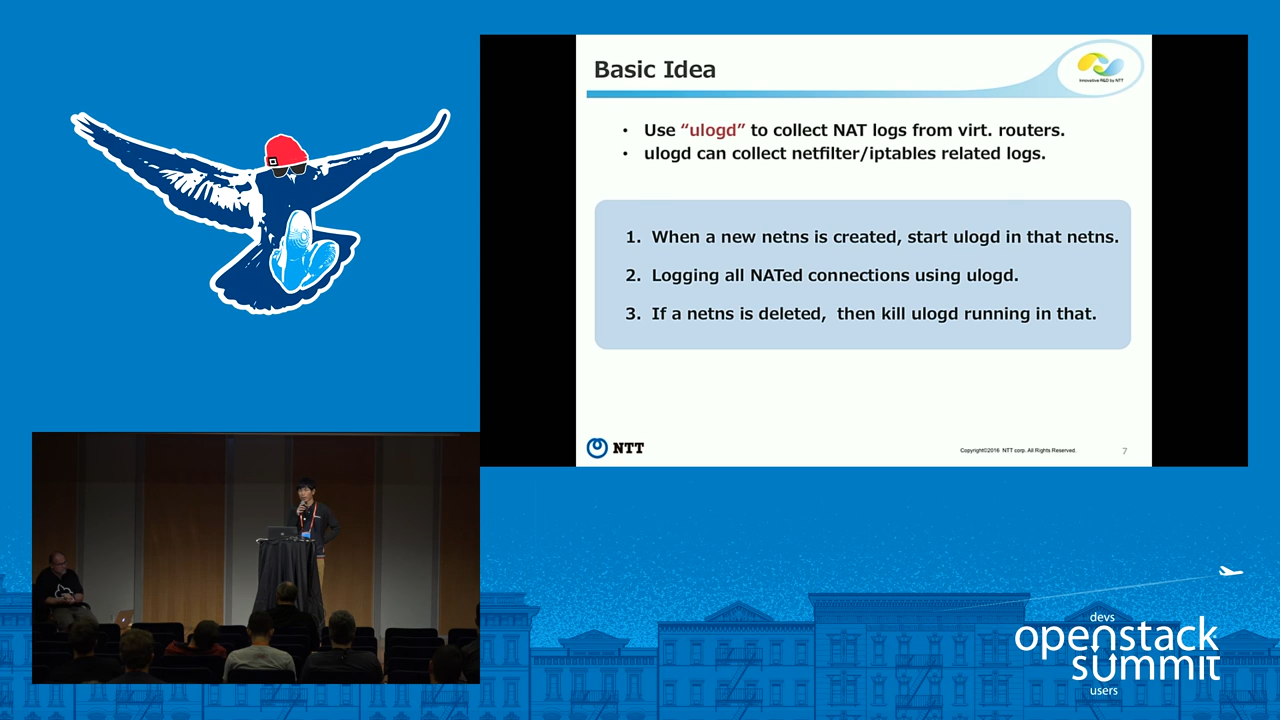 Basic Idea
Innovative R&D by NTT
• Use “ulogd” to collect NAT logs from virt. routers.
• ulogd can collect netfilter/iptables related logs.
1. When a new netns is created, start ulogd in that netns.
2. Logging all NATed connections using ulogd.
3. If a netns is deleted, then kill ulogd running in that.
NTT
Copyright©2016 NTT corp. All Rights Reserved.
7
devs
openstack
summit
users